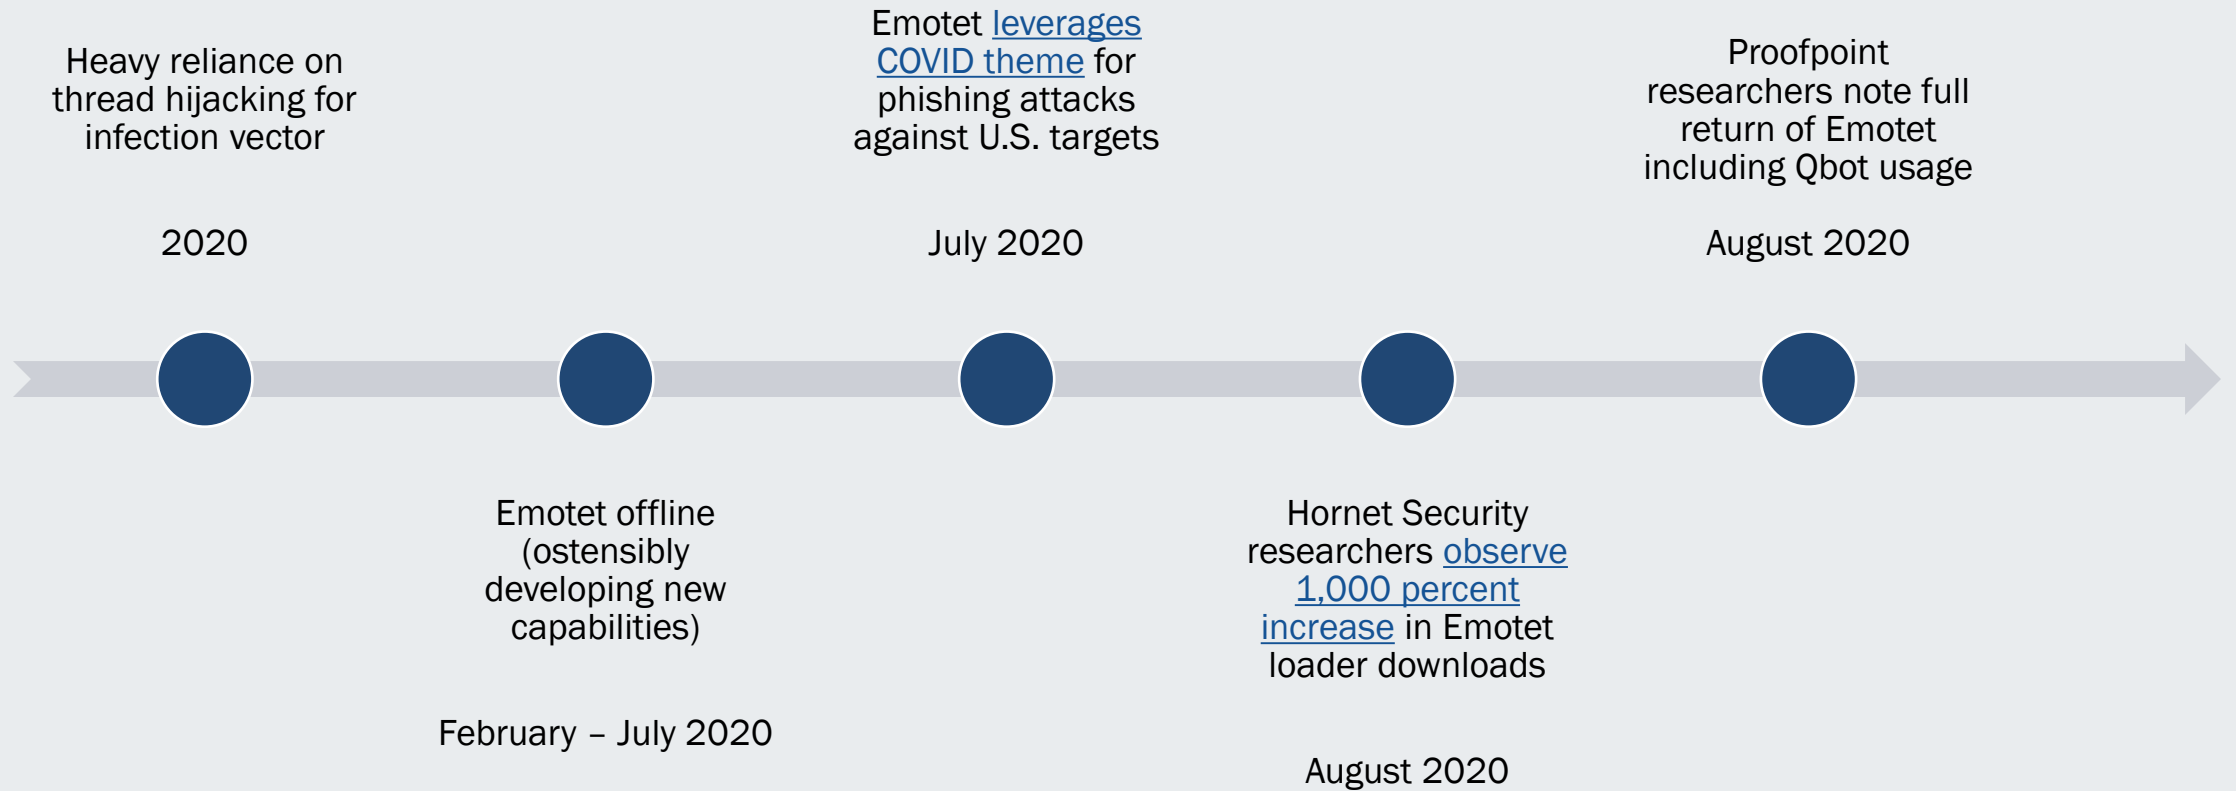 Heavy reliance on
thread hijacking for
infection vector
2020
Emotet offline
(ostensibly
developing new
capabilities)
February – July 2020
Emotet leverages
COVID theme for
phishing attacks
against U.S. targets
July 2020
Hornet Security
researchers observe
1,000 percent
increase in Emotet
loader downloads
August 2020
Proofpoint
researchers note full
return of Emotet
including Qbot usage
August 2020